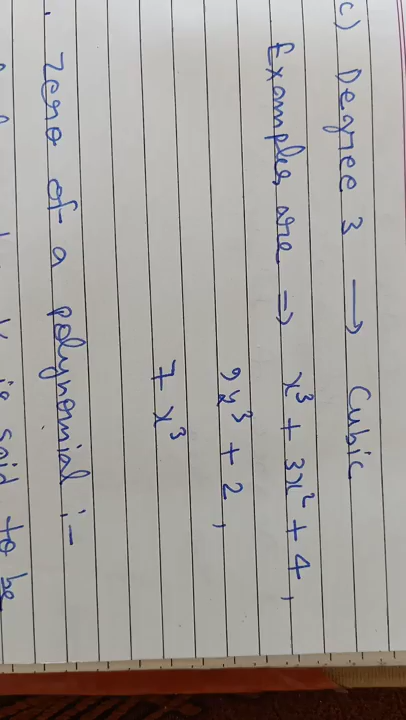 c) Degree 3 → Cubic
Examples are ⇒ x³ + 3x² + 4,
9y³ + 2,
7x³
. Zero of a polynomial :-
is said to be